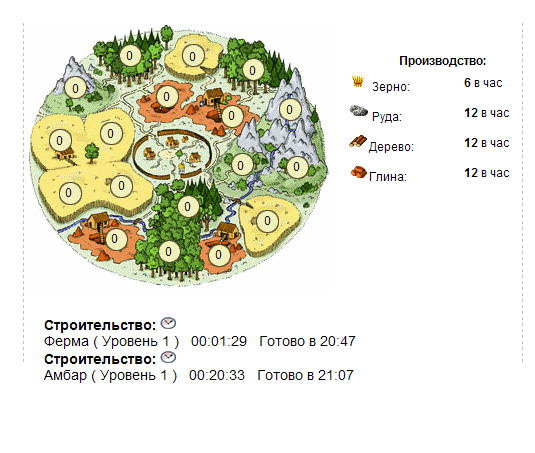 Производство:
Зерно: 6 в час
Руда: 12 в час
Дерево: 12 в час
Глина: 12 в час
0 0 0
0 0 0
0 0 0
0 0 0
0 0 0
0 0 0
Строительство:
Ферма ( Уровень 1 ) 00:01:29 Готово в 20:47
Строительство:
Амбар ( Уровень 1 ) 00:20:33 Готово в 21:07